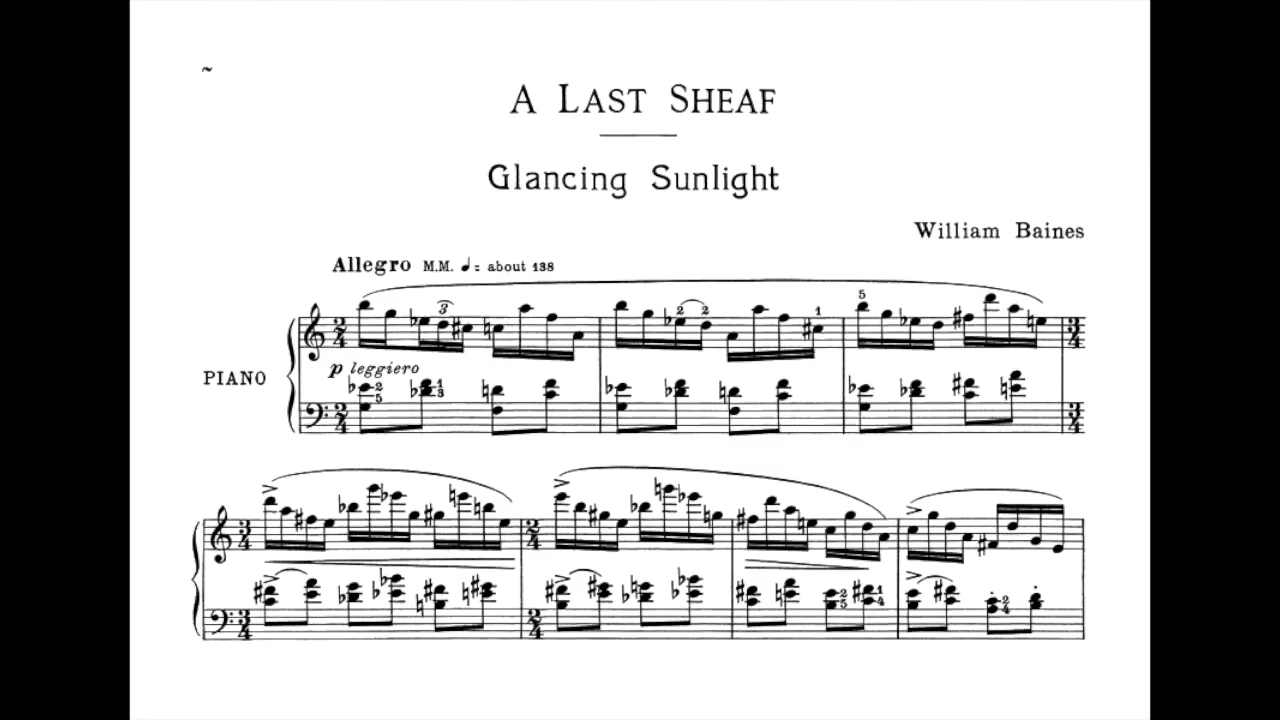 A LAST SHEAF
Glancing Sunlight
William Baines
Allegro M.M. ♩= about 138
PIANO
p leggiero